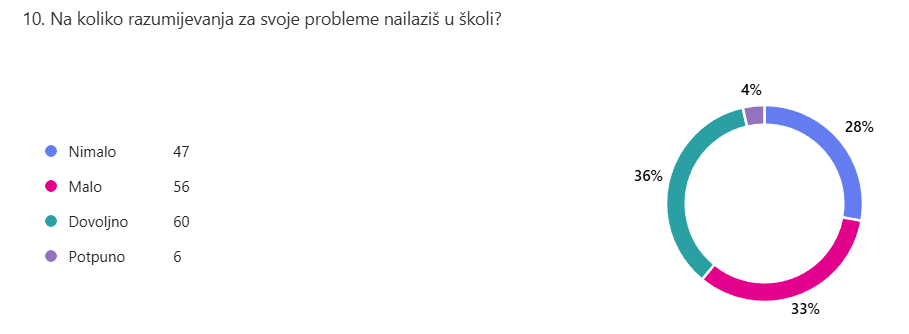 10. Na koliko razumijevanja za svoje probleme nailaziš u školi?
Nimalo 47
Malo 56
Dovoljno 60
Potpuno 6
4%
28%
36%
33%